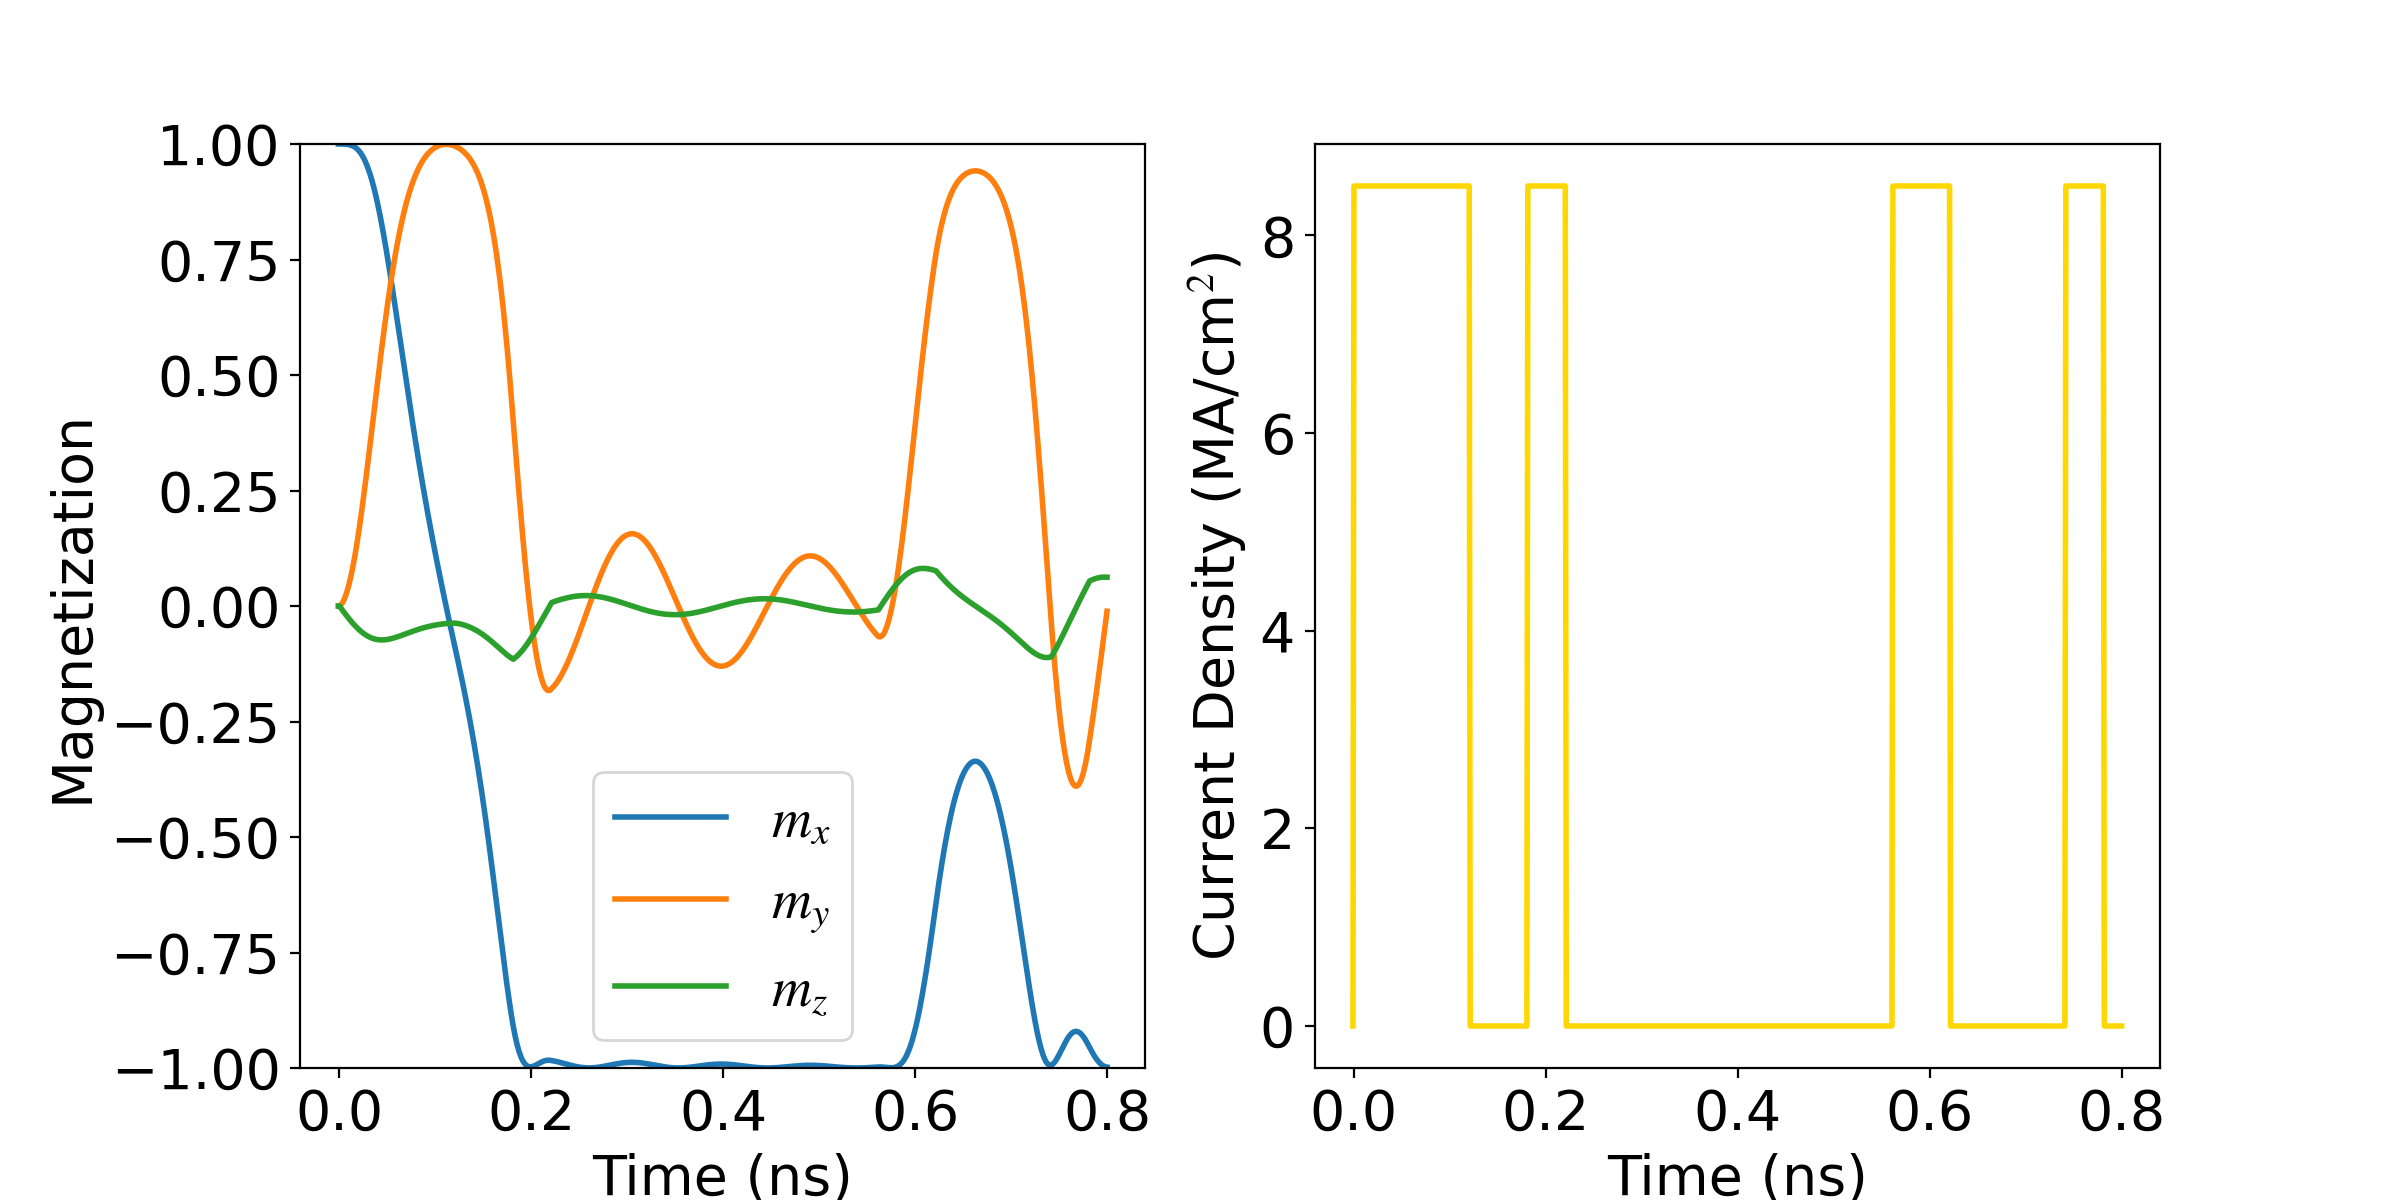 Magnetization
1.00
0.75
0.50
0.25
0.00
−0.25
−0.50
−0.75
−1.00
0.0 0.2 0.4 0.6 0.8
Time (ns)
m_x
m_y
m_z
Current Density (MA/cm²)
8
6
4
2
0
0.0 0.2 0.4 0.6 0.8
Time (ns)